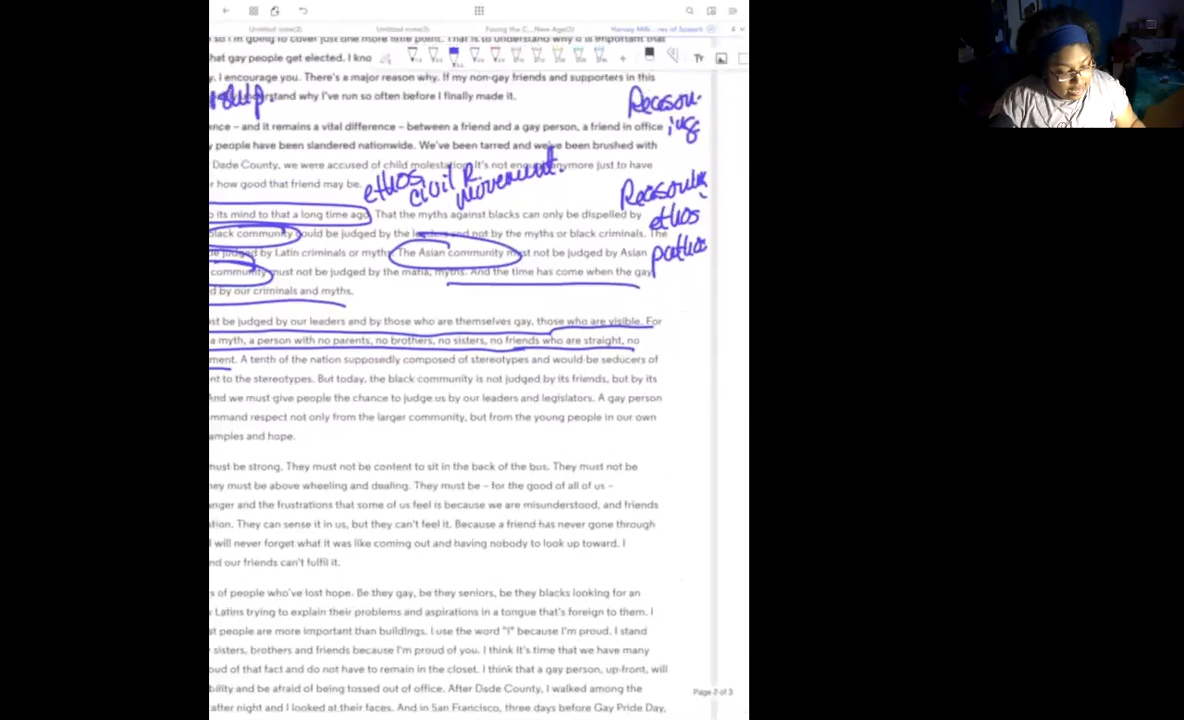 Untitled note(2)
Untitled note(3)
Facing the C... New Age(3)
Harvey Milk ...res of Speech
so I'm going to cover just one more little point. That is to understand why it is important that
hat gay people get elected. I kno
. I encourage you. There's a major reason why. If my non-gay friends and supporters in this
rstand why I've run so often before I finally made it.
Reason-
ing
nce – and it remains a vital difference – between a friend and a gay person, a friend in office
people have been slandered nationwide. We've been tarred and we've been brushed with
Dade County, we were accused of child molestation. It's not enough anymore just to have
r how good that friend may be.
ethos
civil R.
movement.
Reasoning
ethos
pathos
o its mind to that a long time ago. That the myths against blacks can only be dispelled by
black community could be judged by the leaders and not by the myths or black criminals. The
e judged by Latin criminals or myths. The Asian community must not be judged by Asian
community must not be judged by the mafia, myths. And the time has come when the gay
d by our criminals and myths.
st be judged by our leaders and by those who are themselves gay, those who are visible. For
a myth, a person with no parents, no brothers, no sisters, no friends who are straight, no
ment. A tenth of the nation supposedly composed of stereotypes and would be seducers of
nt to the stereotypes. But today, the black community is not judged by its friends, but by its
And we must give people the chance to judge us by our leaders and legislators. A gay person
mmand respect not only from the larger community, but from the young people in our own
amples and hope.
must be strong. They must not be content to sit in the back of the bus. They must not be
hey must be above wheeling and dealing. They must be – for the good of all of us –
anger and the frustrations that some of us feel is because we are misunderstood, and friends
ation. They can sense it in us, but they can't feel it. Because a friend has never gone through
I will never forget what it was like coming out and having nobody to look up toward. I
nd our friends can't fulfil it.
s of people who've lost hope. Be they gay, be they seniors, be they blacks looking for an
r Latins trying to explain their problems and aspirations in a tongue that's foreign to them. I
at people are more important than buildings. I use the word "I" because I'm proud. I stand
sisters, brothers and friends because I'm proud of you. I think it's time that we have many
oud of that fact and do not have to remain in the closet. I think that a gay person, up-front, will
bility and be afraid of being tossed out of office. After Dade County, I walked among the
after night and I looked at their faces. And in San Francisco, three days before Gay Pride Day,
Page 2 of 3